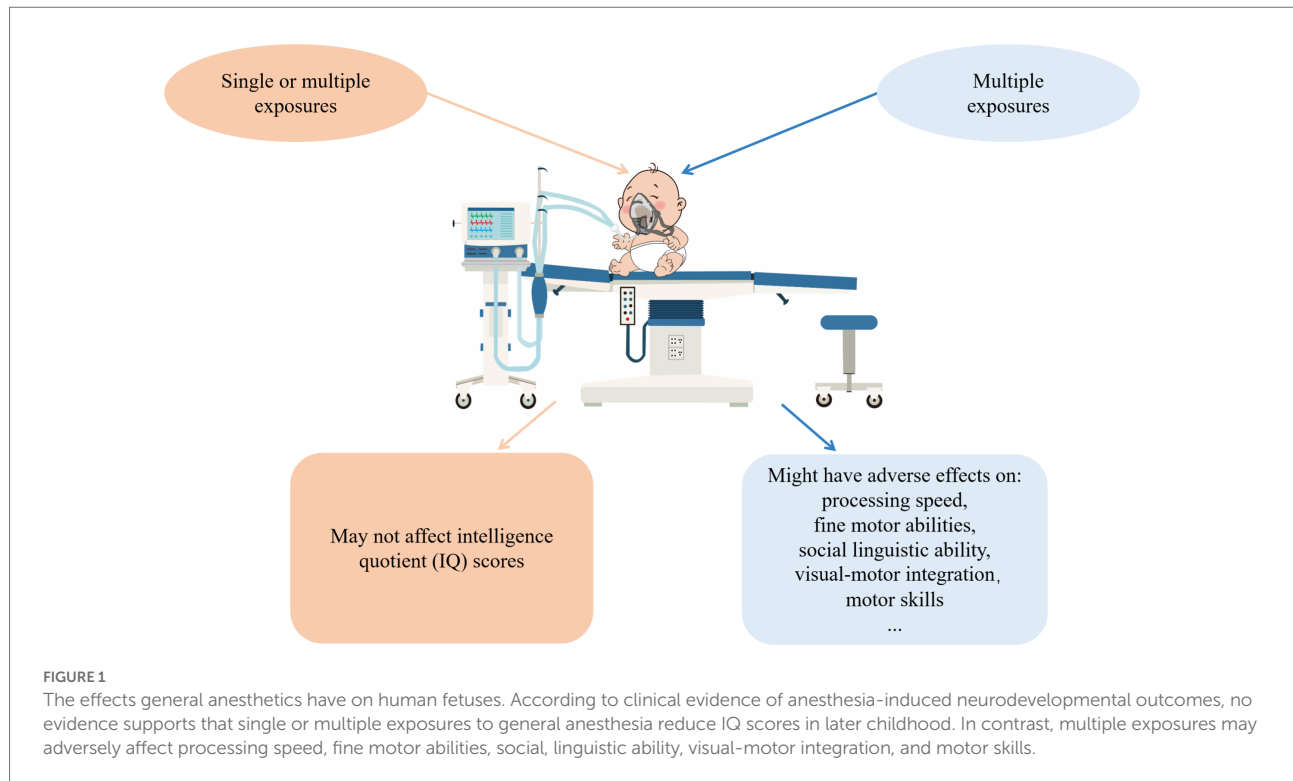 Single or multiple
exposures
Multiple
exposures
May not affect intelligence
quotient (IQ) scores
Might have adverse effects on:
processing speed,
fine motor abilities,
social linguistic ability,
visual-motor integration,
motor skills
...
FIGURE 1
The effects general anesthetics have on human fetuses. According to clinical evidence of anesthesia-induced neurodevelopmental outcomes, no
evidence supports that single or multiple exposures to general anesthesia reduce IQ scores in later childhood. In contrast, multiple exposures may
adversely affect processing speed, fine motor abilities, social, linguistic ability, visual-motor integration, and motor skills.